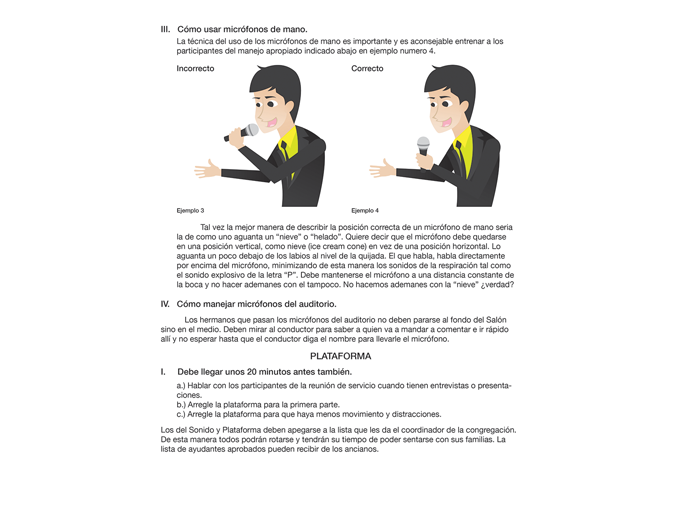 III. Cómo usar micrófonos de mano.
La técnica del uso de los micrófonos de mano es importante y es aconsejable entrenar a los
participantes del manejo apropiado indicado abajo en ejemplo numero 4.
Incorrecto
Correcto
Ejemplo 3
Ejemplo 4
Tal vez la mejor manera de describir la posición correcta de un micrófono de mano seria
la de como uno aguanta un “nieve” o “helado”. Quiere decir que el micrófono debe quedarse
en una posición vertical, como nieve (ice cream cone) en vez de una posición horizontal. Lo
aguanta un poco debajo de los labios al nivel de la quijada. El que habla, habla directamente
por encima del micrófono, minimizando de esta manera los sonidos de la respiración tal como
el sonido explosivo de la letra “P”. Debe mantenerse el micrófono a una distancia constante de
la boca y no hacer ademanes con el tampoco. No hacemos ademanes con la “nieve” ¿verdad?
IV. Cómo manejar micrófonos del auditorio.
Los hermanos que pasan los micrófonos del auditorio no deben pararse al fondo del Salón
sino en el medio. Deben mirar al conductor para saber a quien va a mandar a comentar e ir rápido
allí y no esperar hasta que el conductor diga el nombre para llevarle el micrófono.
PLATAFORMA
I. Debe llegar unos 20 minutos antes también.
a.) Hablar con los participantes de la reunión de servicio cuando tienen entrevistas o presenta-
ciones.
b.) Arregle la plataforma para la primera parte.
c.) Arregle la plataforma para que haya menos movimiento y distracciones.
Los del Sonido y Plataforma deben apegarse a la lista que les da el coordinador de la congregación.
De esta manera todos podrán rotarse y tendrán su tiempo de poder sentarse con sus familias. La
lista de ayudantes aprobados pueden recibir de los ancianos.